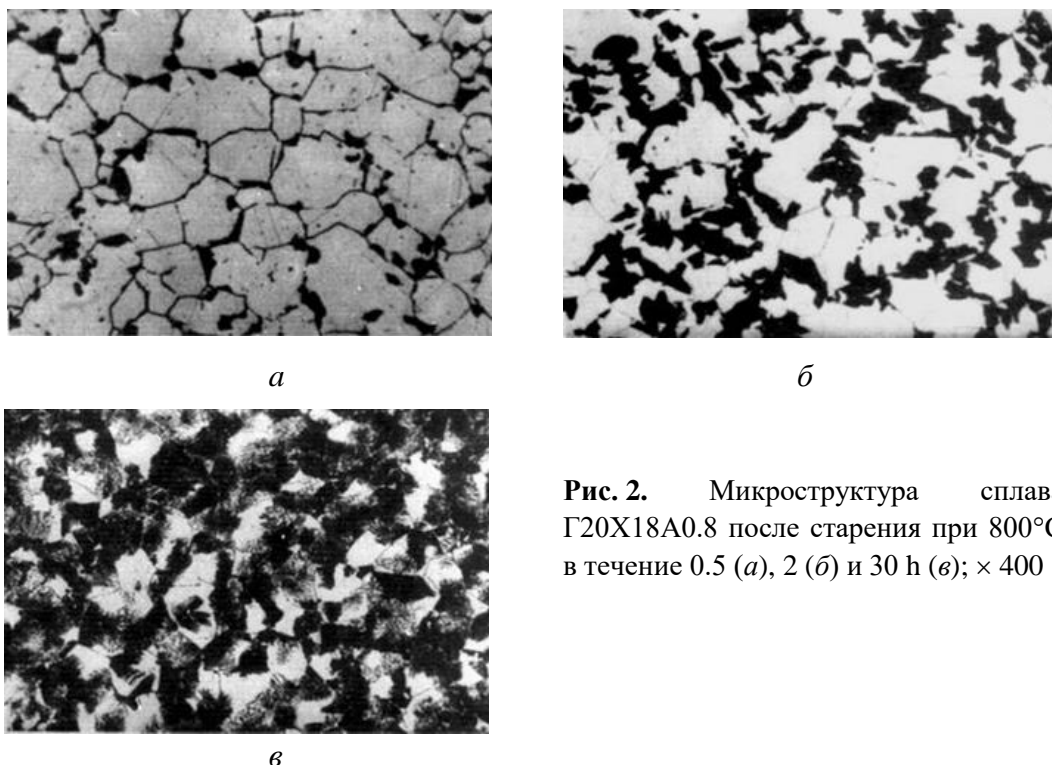 а
б
Рис. 2. Микроструктура сплав
Г20Х18А0.8 после старения при 800°С
в течение 0.5 (а), 2 (б) и 30 h (в); × 400
в